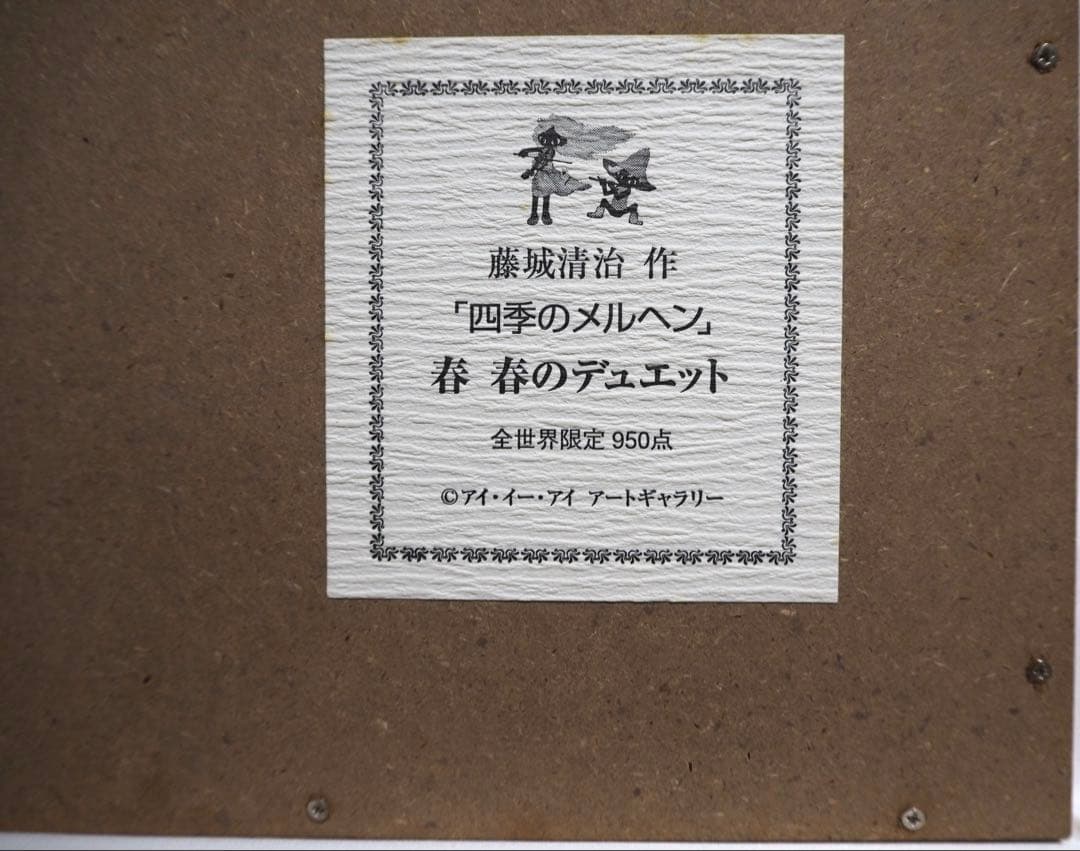 藤城清治 作
「四季のメルヘン」
春 春のデュエット
全世界限定 950点
©アイ・イー・アイ アートギャラリー